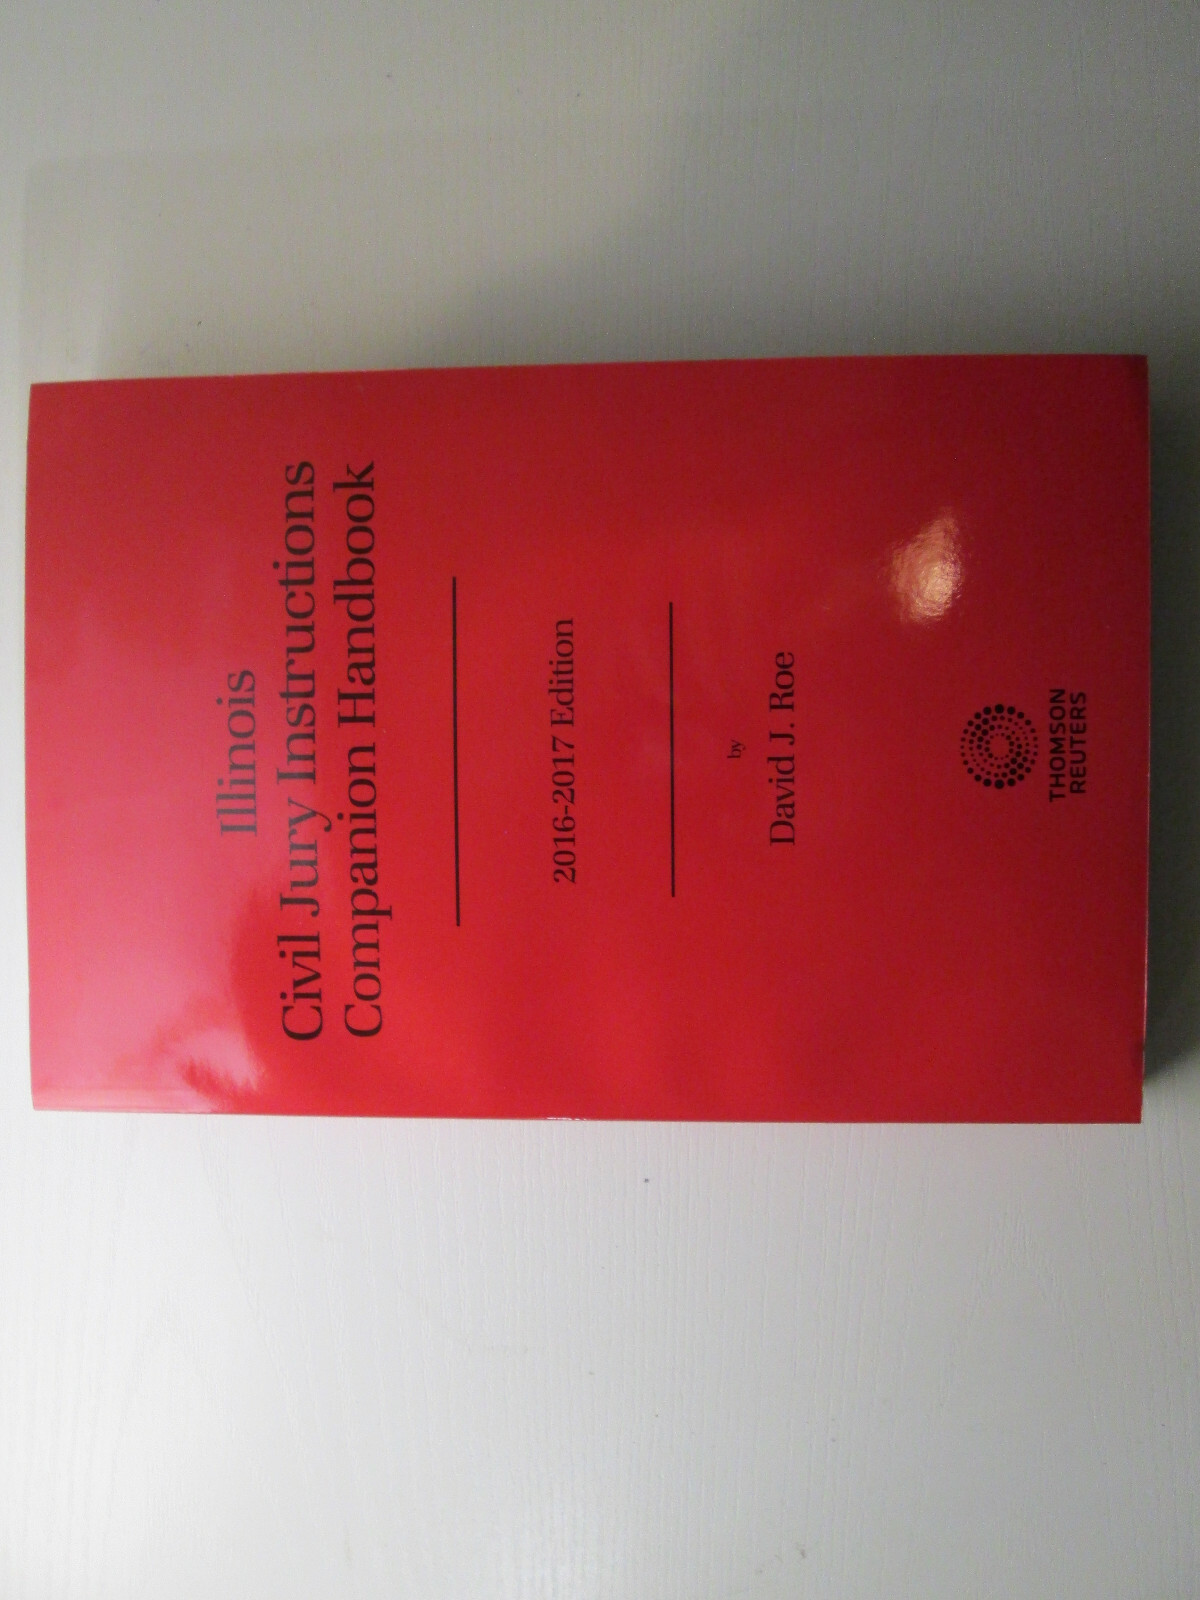 Illinois
Civil Jury Instructions
Companion Handbook
2016-2017 Edition
by
David J. Roe
THOMSON
REUTERS